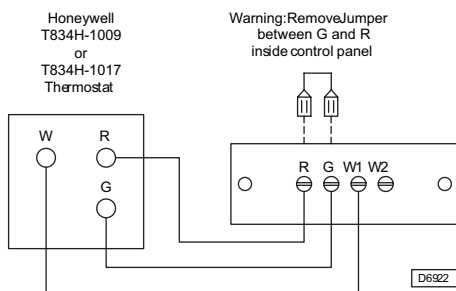 Honeywell
T834H-1009
or
T834H-1017
Thermostat
Warning:RemoveJumper
between G and R
inside control panel
W R
G
R G W1 W2
D6922